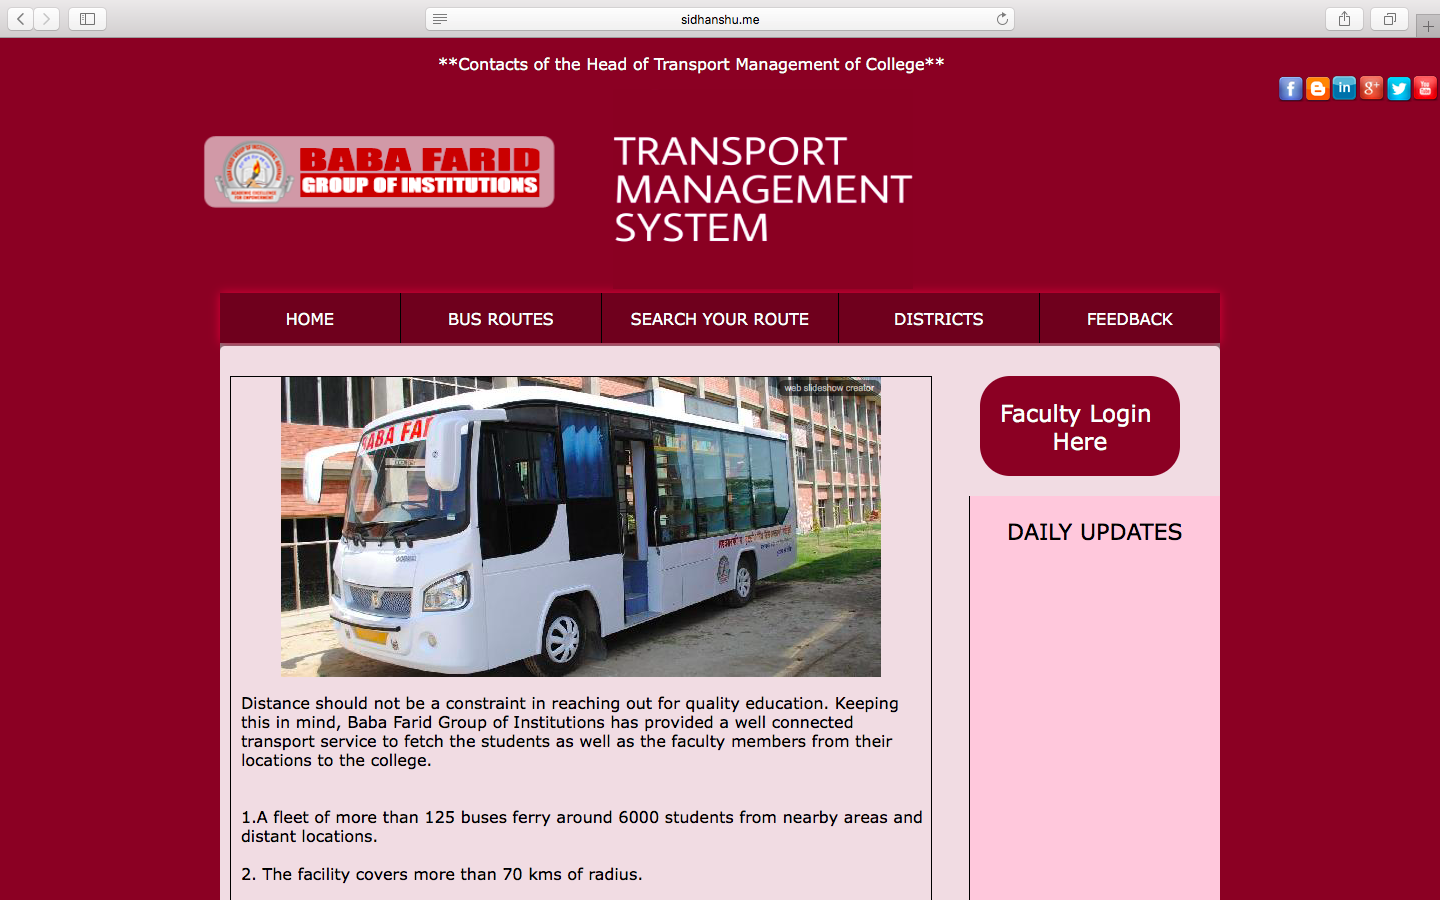 sidhanshu.me
**Contacts of the Head of Transport Management of College**
BABA FARID
GROUP OF INSTITUTIONS
TRANSPORT
MANAGEMENT
SYSTEM
HOME
BUS ROUTES
SEARCH YOUR ROUTE
DISTRICTS
FEEDBACK
web slideshow creator
BABA FAR
Faculty Login
Here
DAILY UPDATES
Distance should not be a constraint in reaching out for quality education. Keeping
this in mind, Baba Farid Group of Institutions has provided a well connected
transport service to fetch the students as well as the faculty members from their
locations to the college.
1.A fleet of more than 125 buses ferry around 6000 students from nearby areas and
distant locations.
2. The facility covers more than 70 kms of radius.